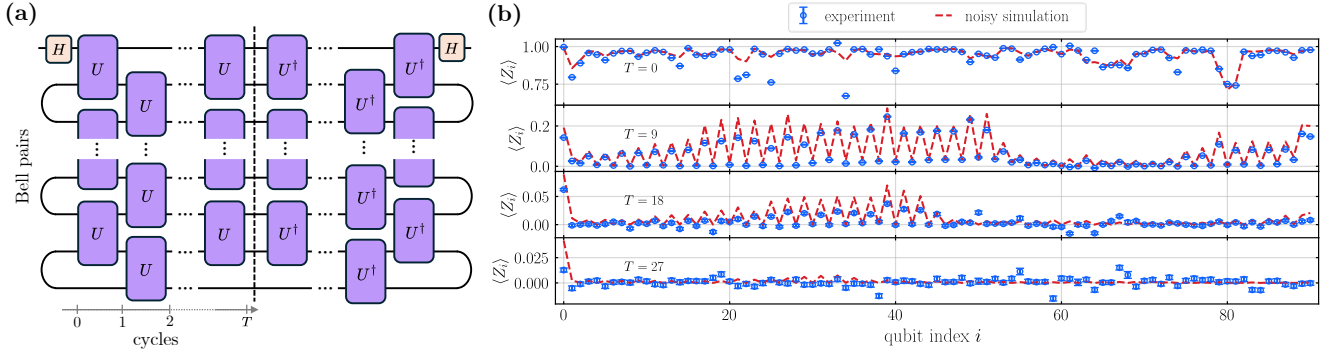 (a)
H
U
U
U†
U†
H
U
U†
Bell pairs
U
U†
U
U
U†
U†
U†
U
U†
0 1 2 T
cycles
(b)
experiment noisy simulation
1.00
0.75
⟨Zᵢ⟩
T = 0
0.2
0.0
⟨Zᵢ⟩
T = 9
0.05
0.00
⟨Zᵢ⟩
T = 18
0.025
0.000
⟨Zᵢ⟩
T = 27
0 20 40 60 80
qubit index i